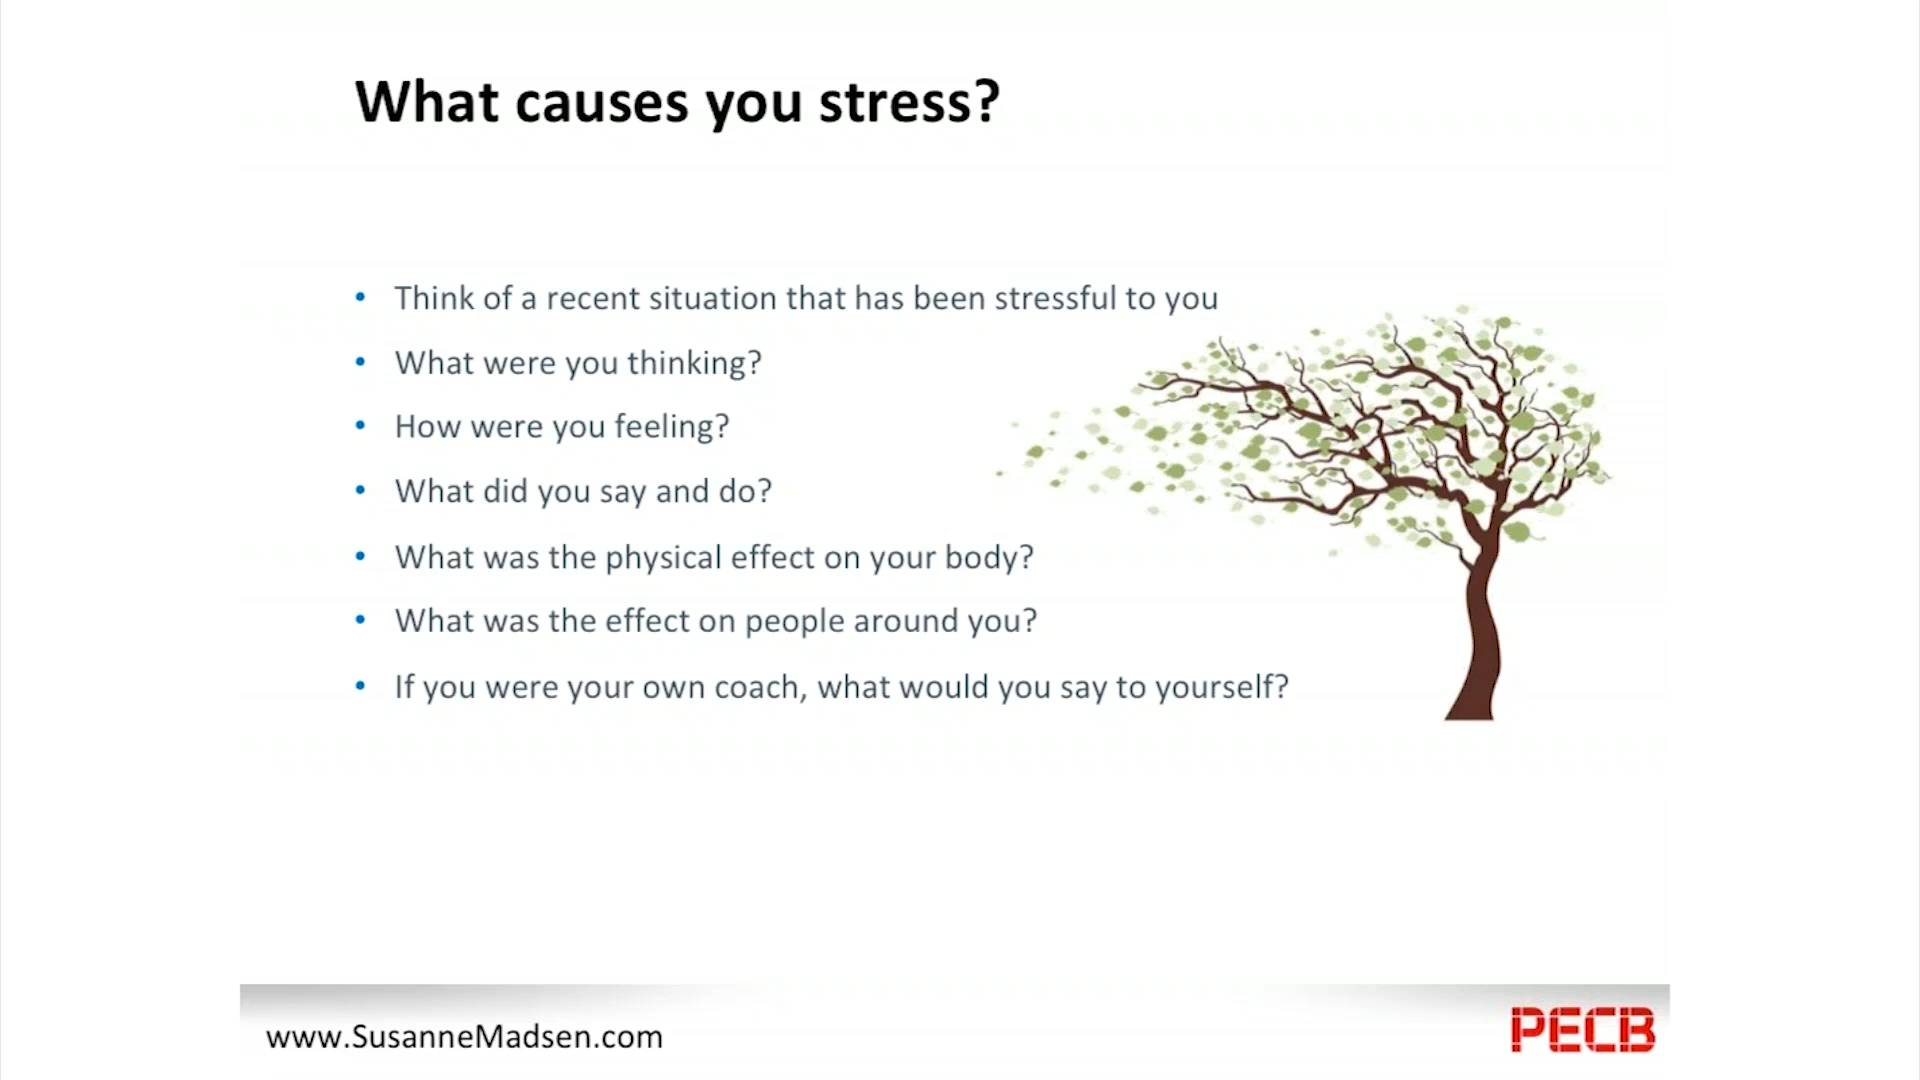 What causes you stress?
• Think of a recent situation that has been stressful to you
• What were you thinking?
• How were you feeling?
• What did you say and do?
• What was the physical effect on your body?
• What was the effect on people around you?
• If you were your own coach, what would you say to yourself?
www.SusanneMadsen.com
PECB